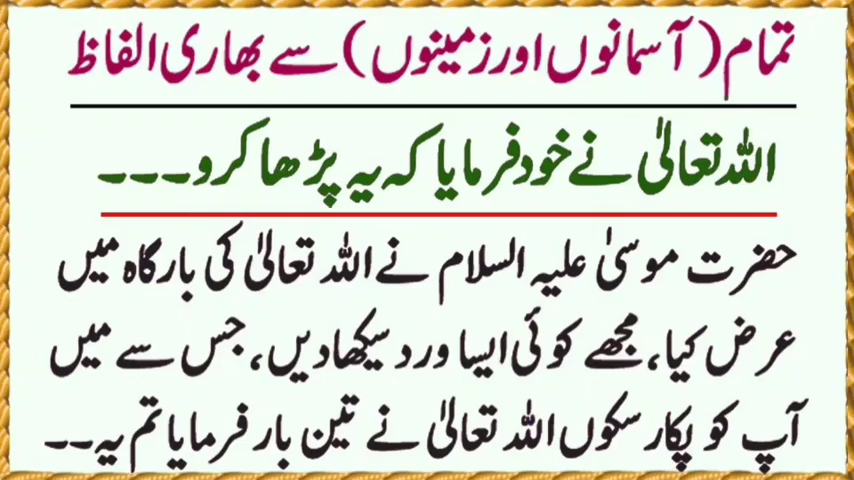 تمام (آسمانوں اور زمینوں) سے بھاری الفاظ
اللہ تعالیٰ نے خود فرمایا کہ یہ پڑھا کرو۔۔۔
حضرت موسیٰ علیہ السلام نے اللہ تعالیٰ کی بارگاہ میں
عرض کیا، مجھے کوئی ایسا ورد سیکھا دیں، جس سے میں
آپ کو پکار سکوں اللہ تعالیٰ نے تین بار فرمایا تم یہ۔۔